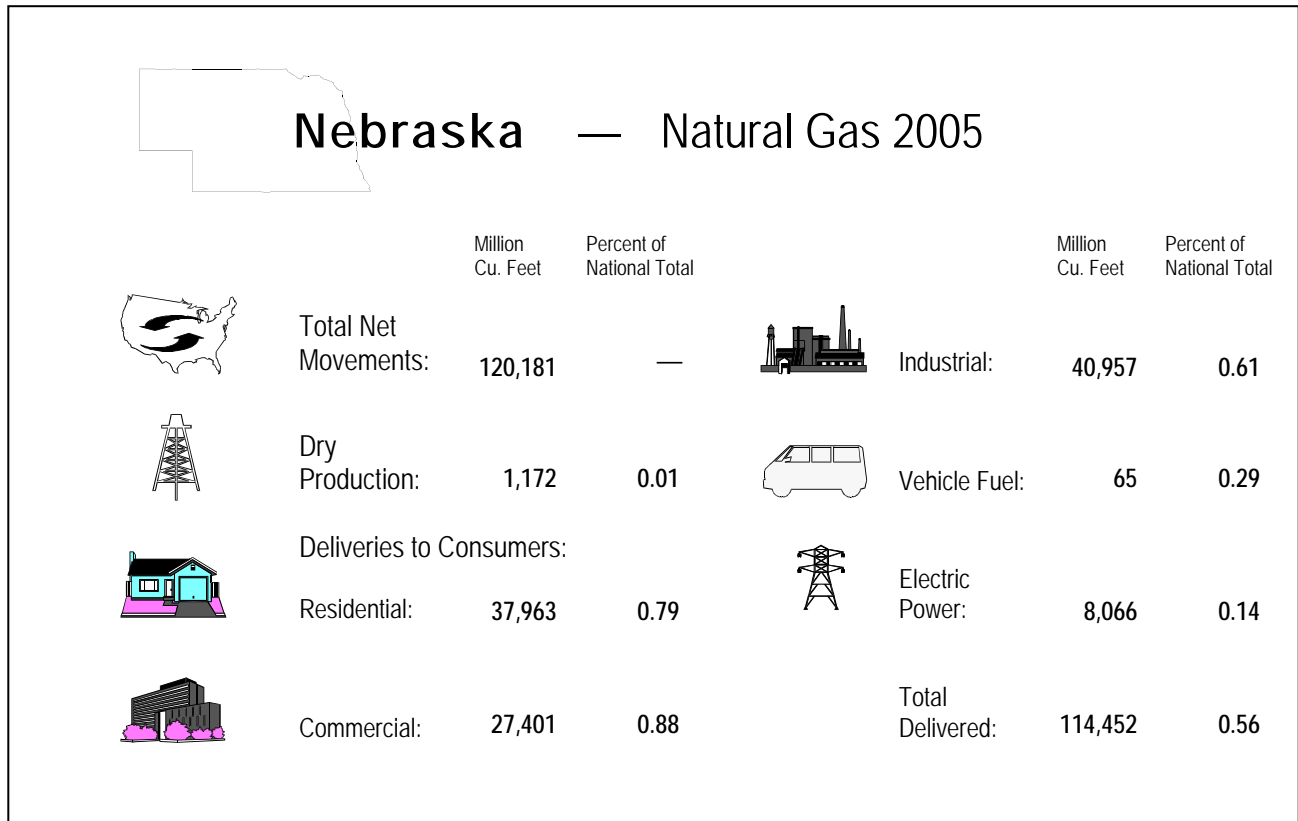 Nebraska — Natural Gas 2005
Million Cu. Feet
Percent of National Total
Total Net Movements: 120,181 —
Dry Production: 1,172 0.01
Deliveries to Consumers:
Residential: 37,963 0.79
Commercial: 27,401 0.88
Million Cu. Feet
Percent of National Total
Industrial: 40,957 0.61
Vehicle Fuel: 65 0.29
Electric Power: 8,066 0.14
Total Delivered: 114,452 0.56